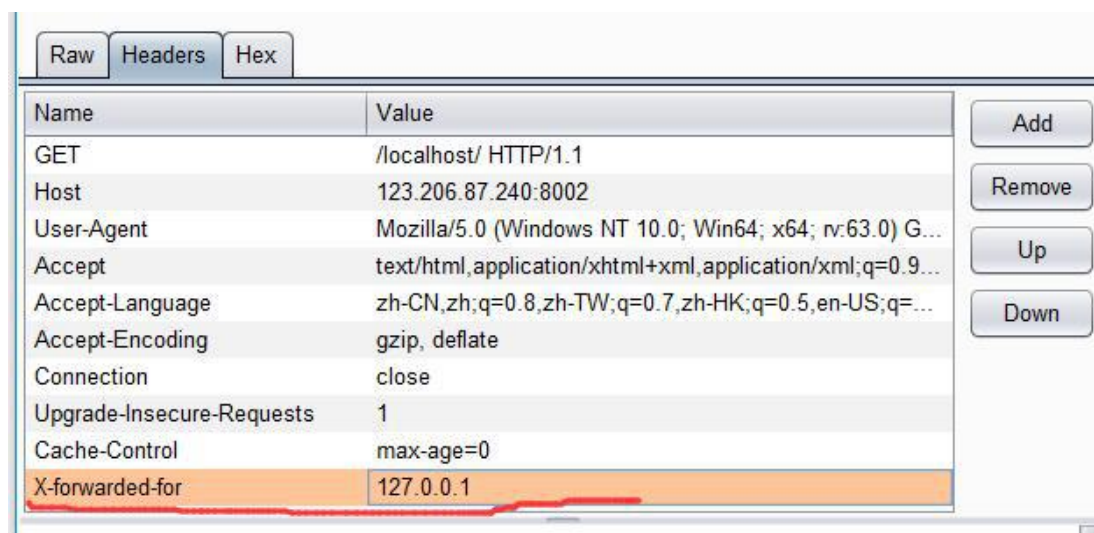 Raw Headers Hex
Name Value
GET /localhost/ HTTP/1.1
Host 123.206.87.240:8002
User-Agent Mozilla/5.0 (Windows NT 10.0; Win64; x64; rv:63.0) G...
Accept text/html,application/xhtml+xml,application/xml;q=0.9...
Accept-Language zh-CN,zh;q=0.8,zh-TW;q=0.7,zh-HK;q=0.5,en-US;q=...
Accept-Encoding gzip, deflate
Connection close
Upgrade-Insecure-Requests 1
Cache-Control max-age=0
X-forwarded-for 127.0.0.1
Add
Remove
Up
Down